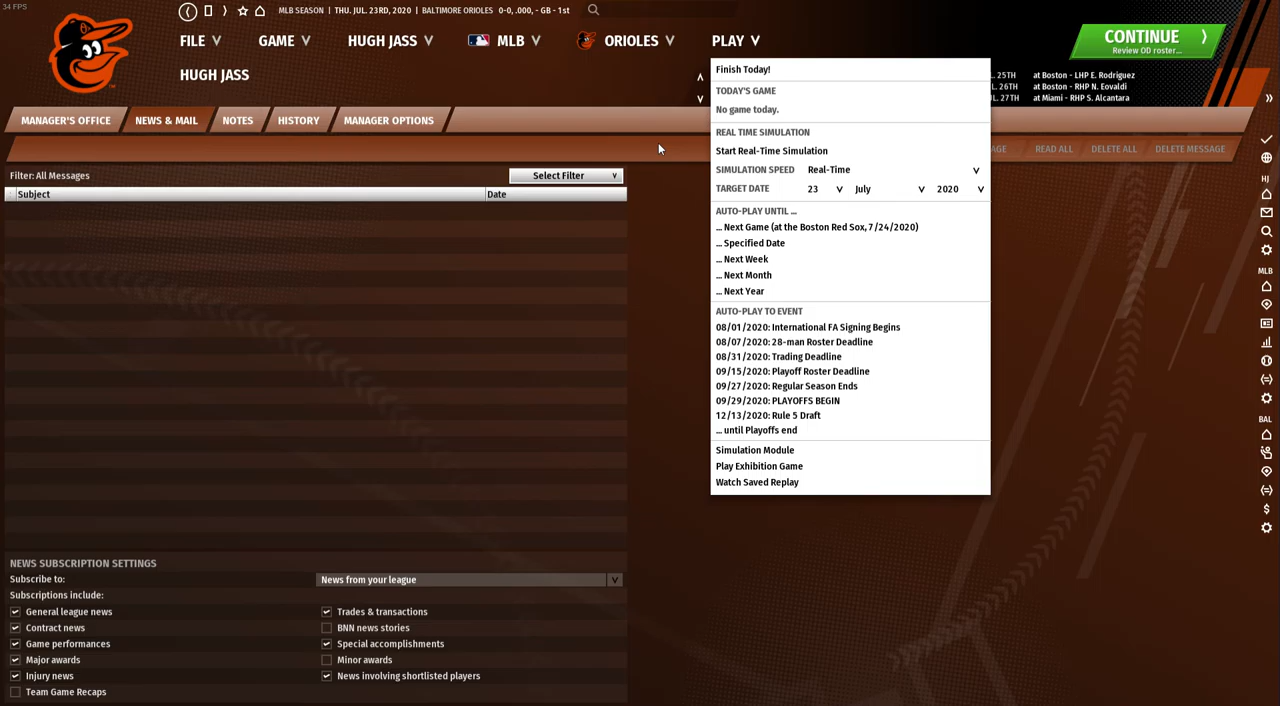 34 FPS
MLB SEASON | THU. JUL. 23RD, 2020 | BALTIMORE ORIOLES 0-0, .000, - GB - 1st
FILE GAME HUGH JASS MLB ORIOLES PLAY
CONTINUE
Review OD roster...
HUGH JASS
L. 25TH at Boston - LHP E. Rodriguez
L. 26TH at Boston - RHP N. Eovaldi
L. 27TH at Miami - RHP S. Alcantara
MANAGER'S OFFICE NEWS & MAIL NOTES HISTORY MANAGER OPTIONS
AGE READ ALL DELETE ALL DELETE MESSAGE
Filter: All Messages Select Filter
Subject Date
Finish Today!
TODAY'S GAME
No game today.
REAL TIME SIMULATION
Start Real-Time Simulation
SIMULATION SPEED Real-Time
TARGET DATE 23 July 2020
AUTO-PLAY UNTIL ...
... Next Game (at the Boston Red Sox, 7/24/2020)
... Specified Date
... Next Week
... Next Month
... Next Year
AUTO-PLAY TO EVENT
08/01/2020: International FA Signing Begins
08/07/2020: 28-man Roster Deadline
08/31/2020: Trading Deadline
09/15/2020: Playoff Roster Deadline
09/27/2020: Regular Season Ends
09/29/2020: PLAYOFFS BEGIN
12/13/2020: Rule 5 Draft
... until Playoffs end
Simulation Module
Play Exhibition Game
Watch Saved Replay
HJ
MLB
BAL
NEWS SUBSCRIPTION SETTINGS
Subscribe to: News from your league
Subscriptions include:
General league news Trades & transactions
Contract news BNN news stories
Game performances Special accomplishments
Major awards Minor awards
Injury news News involving shortlisted players
Team Game Recaps